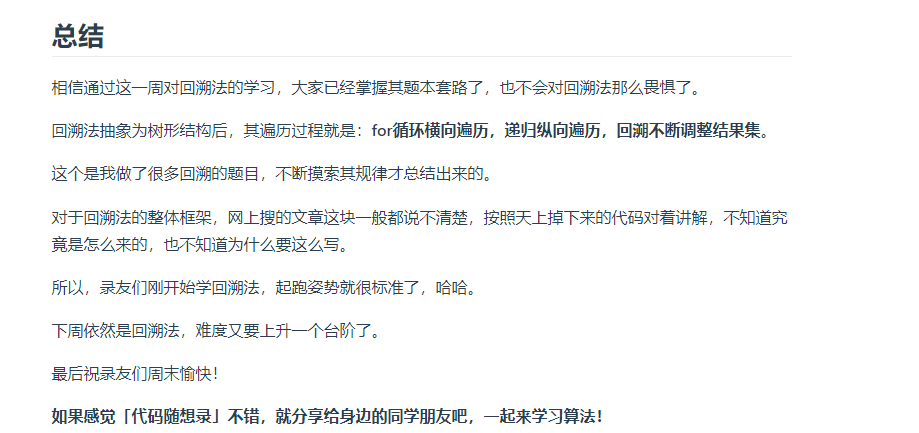 总结
相信通过这一周对回溯法的学习，大家已经掌握其题本套路了，也不会对回溯法那么畏惧了。
回溯法抽象为树形结构后，其遍历过程就是：for循环横向遍历，递归纵向遍历，回溯不断调整结果集。
这个是我做了很多回溯的题目，不断摸索其规律才总结出来的。
对于回溯法的整体框架，网上搜的文章这块一般都说不清楚，按照天上掉下来的代码对着讲解，不知道究
竟是怎么来的，也不知道为什么要这么写。
所以，录友们刚开始学回溯法，起跑姿势就很标准了，哈哈。
下周依然是回溯法，难度又要上升一个台阶了。
最后祝录友们周末愉快！
如果感觉「代码随想录」不错，就分享给身边的同学朋友吧，一起来学习算法！